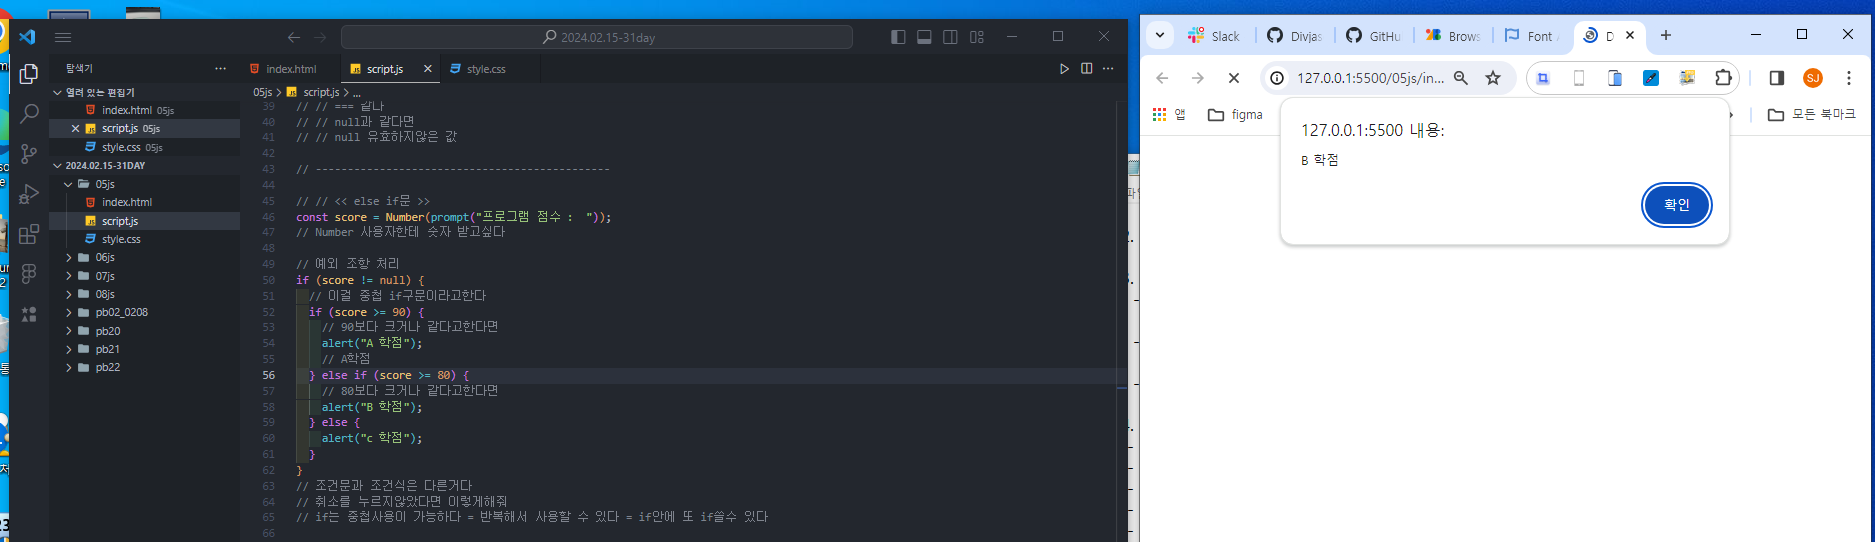 2024.02.15-31day
탐색기
index.html
script.js
style.css
열려 있는 편집기
index.html 05js
script.js 05js
style.css 05js
2024.02.15-31DAY
05js
index.html
script.js
style.css
06js
07js
08js
pb02_0208
pb20
pb21
pb22
05js > script.js > ...
39 // // === 같나
40 // // null과 같다면
41 // // null 유효하지않은 값
42
43 // ----------------------------------------------
44
45 // // << else if문 >>
46 const score = Number(prompt("프로그램 점수 :  "));
47 // Number 사용자한테 숫자 받고싶다
48
49 // 예외 조항 처리
50 if (score != null) {
51 // 이걸 중첩 if구문이라고한다
52 if (score >= 90) {
53 // 90보다 크거나 같다고한다면
54 alert("A 학점");
55 // A학점
56 } else if (score >= 80) {
57 // 80보다 크거나 같다고한다면
58 alert("B 학점");
59 } else {
60 alert("c 학점");
61 }
62 }
63 // 조건문과 조건식은 다른거다
64 // 취소를 누르지않았다면 이렇게해줘
65 // if는 중첩사용이 가능하다 = 반복해서 사용할 수 있다 = if안에 또 if쓸수 있다
66
Slack
Divjas
GitHu
Brows
Font A
D
127.0.0.1:5500/05js/in...
SJ
앱
figma
모든 북마크
127.0.0.1:5500 내용:
B 학점
확인